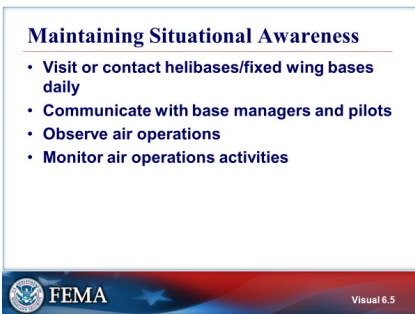 Maintaining Situational Awareness
• Visit or contact helibases/fixed wing bases
daily
• Communicate with base managers and pilots
• Observe air operations
• Monitor air operations activities
FEMA
Visual 6.5